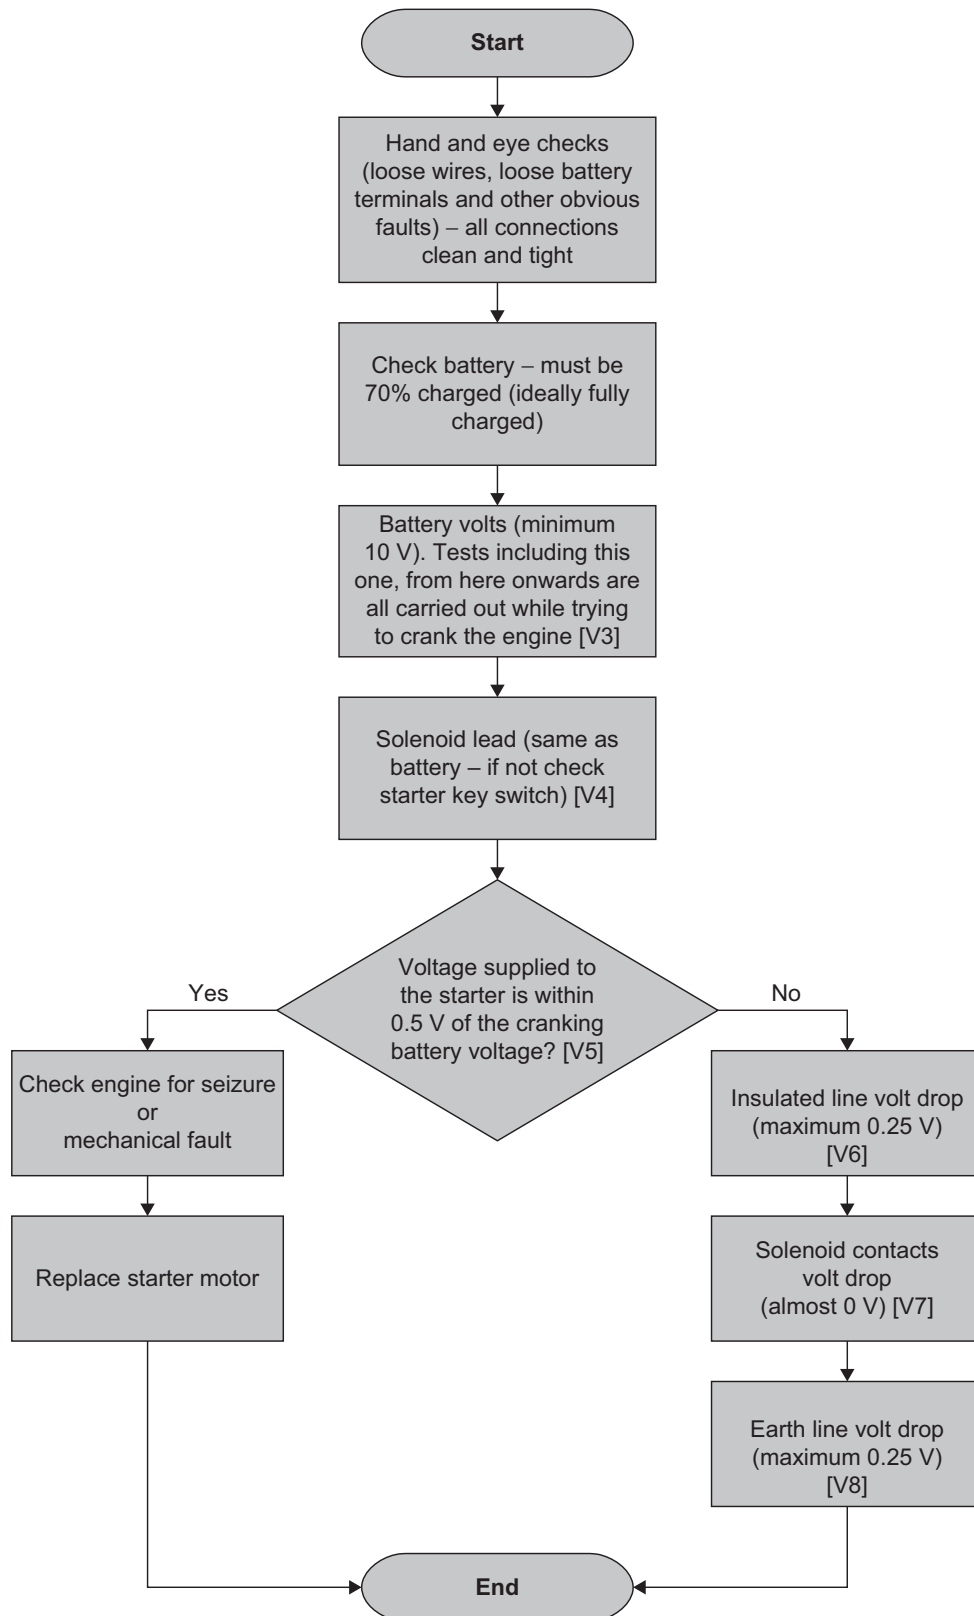 Start
Hand and eye checks
(loose wires, loose battery
terminals and other obvious
faults) – all connections
clean and tight
Check battery – must be
70% charged (ideally fully
charged)
Battery volts (minimum
10 V). Tests including this
one, from here onwards are
all carried out while trying
to crank the engine [V3]
Solenoid lead (same as
battery – if not check
starter key switch) [V4]
Voltage supplied to
the starter is within
0.5 V of the cranking
battery voltage? [V5]
Yes
No
Check engine for seizure
or
mechanical fault
Replace starter motor
Insulated line volt drop
(maximum 0.25 V)
[V6]
Solenoid contacts
volt drop
(almost 0 V) [V7]
Earth line volt drop
(maximum 0.25 V)
[V8]
End